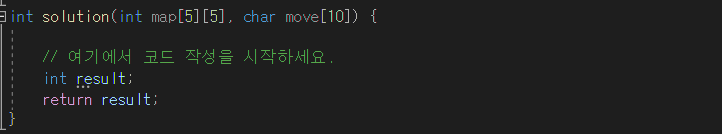 int solution(int map[5][5], char move[10]) {
// 여기에서 코드 작성을 시작하세요.
int result;
return result;
}